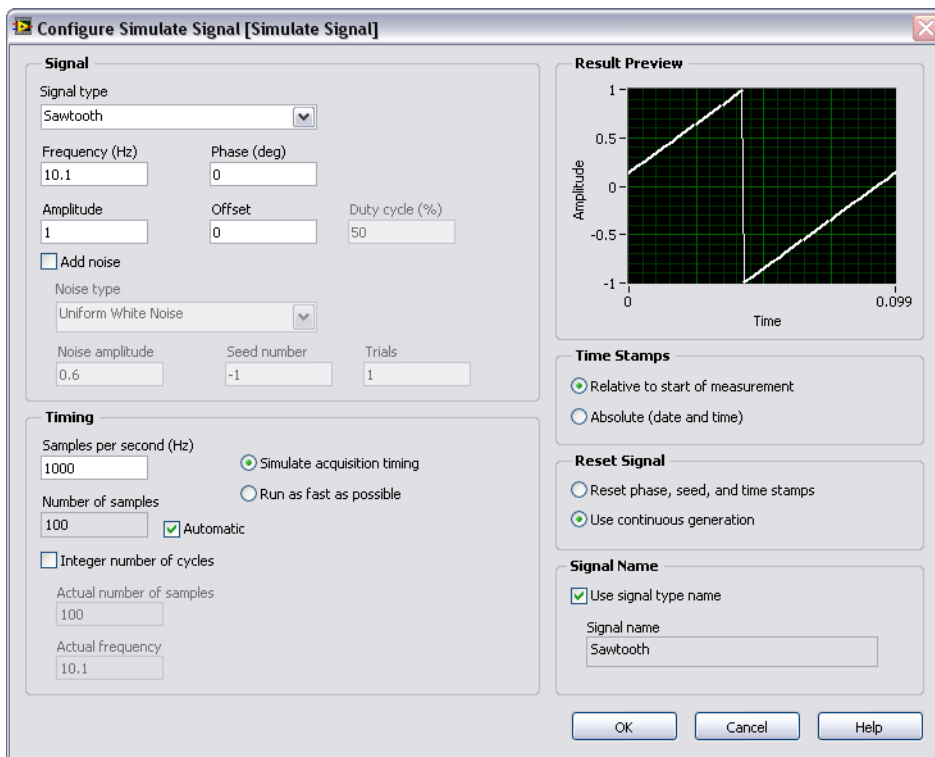 Configure Simulate Signal [Simulate Signal]
Signal
Signal type
Sawtooth
Frequency (Hz) Phase (deg)
10.1 0
Amplitude Offset Duty cycle (%)
1 0 50
Add noise
Noise type
Uniform White Noise
Noise amplitude Seed number Trials
0.6 -1 1
Timing
Samples per second (Hz)
1000
Simulate acquisition timing
Run as fast as possible
Number of samples
100 Automatic
Integer number of cycles
Actual number of samples
100
Actual frequency
10.1
Result Preview
1
0.5
0
-0.5
-1
Amplitude
0 0.099
Time
Time Stamps
Relative to start of measurement
Absolute (date and time)
Reset Signal
Reset phase, seed, and time stamps
Use continuous generation
Signal Name
Use signal type name
Signal name
Sawtooth
OK Cancel Help